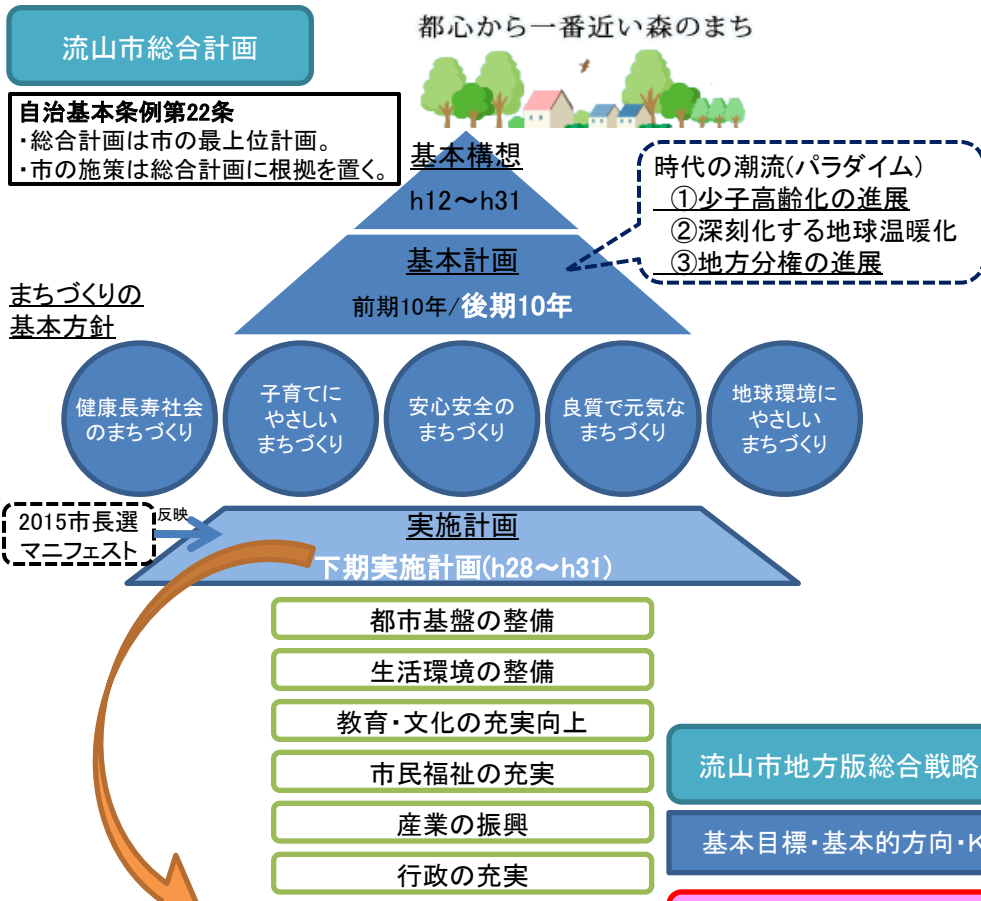 流山市総合計画
都心から一番近い森のまち
自治基本条例第22条
・総合計画は市の最上位計画。
・市の施策は総合計画に根拠を置く。
基本構想
h12～h31
時代の潮流(パラダイム)
①少子高齢化の進展
②深刻化する地球温暖化
③地方分権の進展
基本計画
前期10年/後期10年
まちづくりの
基本方針
健康長寿社会
のまちづくり
子育てに
やさしい
まちづくり
安心安全の
まちづくり
良質で元気な
まちづくり
地球環境に
やさしい
まちづくり
2015市長選
マニフェスト
反映
実施計画
下期実施計画(h28～h31)
都市基盤の整備
生活環境の整備
教育・文化の充実向上
市民福祉の充実
産業の振興
行政の充実
流山市地方版総合戦略
基本目標・基本的方向・K